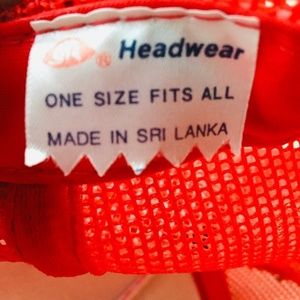 ® Headwear
ONE SIZE FITS ALL
MADE IN SRI LANKA